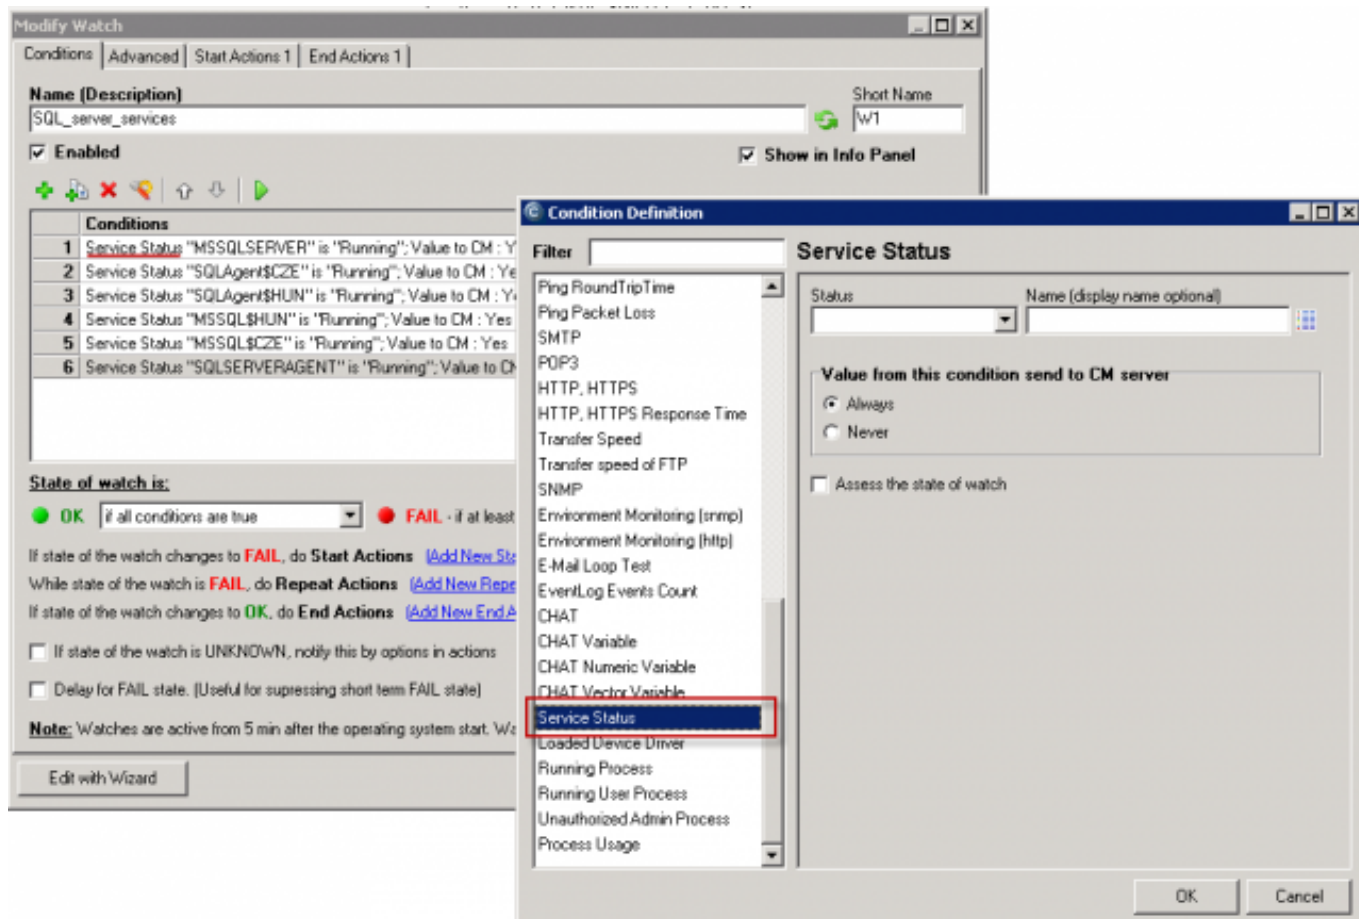 Modify Watch
Conditions Advanced Start Actions 1 End Actions 1
Name (Description) Short Name
SQL_server_services W1
Enabled Show in Info Panel
Conditions
1 Service Status "MSSQLSERVER" is "Running"; Value to CM : Y
2 Service Status "SQLAgent$CZE" is "Running"; Value to CM : Ye
3 Service Status "SQLAgent$HUN" is "Running"; Value to CM : Y
4 Service Status "MSSQL$HUN" is "Running"; Value to CM : Yes
5 Service Status "MSSQL$CZE" is "Running"; Value to CM : Yes
6 Service Status "SQLSERVERAGENT" is "Running"; Value to CM
State of watch is:
OK if all conditions are true FAIL - if at least
If state of the watch changes to FAIL, do Start Actions (Add New Sta
While state of the watch is FAIL, do Repeat Actions (Add New Repe
If state of the watch changes to OK, do End Actions (Add New End A
If state of the watch is UNKNOWN, notify this by options in actions
Delay for FAIL state. (Useful for supressing short term FAIL state)
Note: Watches are active from 5 min after the operating system start. Wa
Edit with Wizard
Condition Definition
Filter
Ping RoundTripTime
Ping Packet Loss
SMTP
POP3
HTTP, HTTPS
HTTP, HTTPS Response Time
Transfer Speed
Transfer speed of FTP
SNMP
Environment Monitoring (snmp)
Environment Monitoring (http)
E-Mail Loop Test
EventLog Events Count
CHAT
CHAT Variable
CHAT Numeric Variable
CHAT Vector Variable
Service Status
Loaded Device Driver
Running Process
Running User Process
Unauthorized Admin Process
Process Usage
Service Status
Status Name (display name optional)
Value from this condition send to CM server
Always
Never
Assess the state of watch
OK Cancel